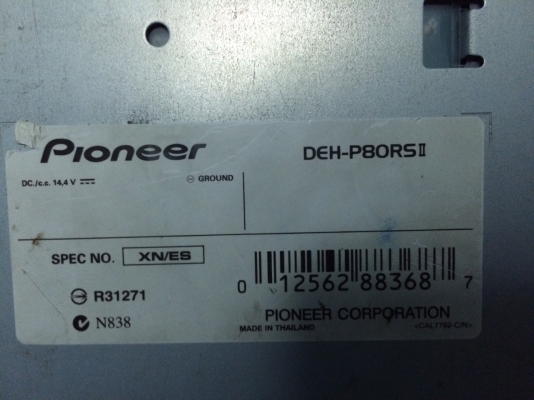 Pioneer
DEH-P80RSII
DC./c.c. 14,4 V
GROUND
SPEC NO. XN/ES
R31271
N838
0 12562 88368 7
PIONEER CORPORATION
MADE IN THAILAND
<CAL7792-C/N>